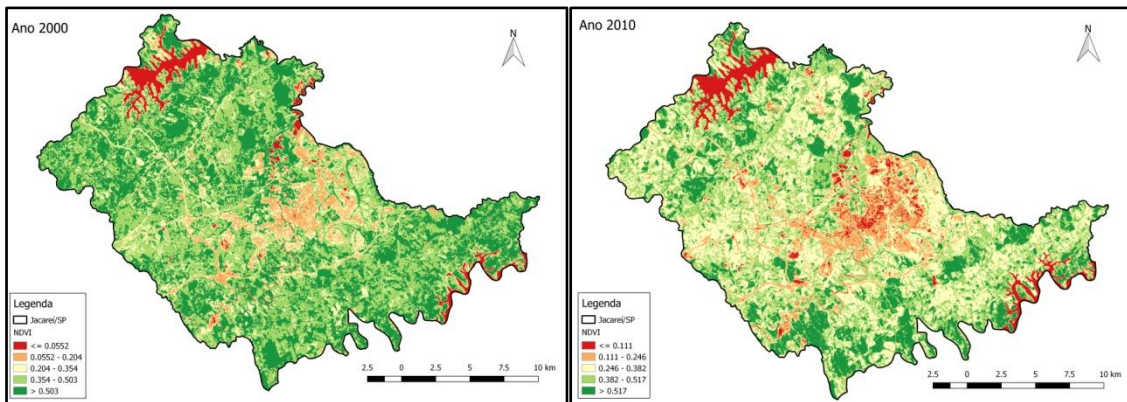 Ano 2000
N
Legenda
Jacareí/SP
NDVI
<= 0.0552
0.0552 - 0.204
0.204 - 0.354
0.354 - 0.503
> 0.503
2.5 0 2.5 5 7.5 10 km
Ano 2010
N
Legenda
Jacareí/SP
NDVI
<= 0.111
0.111 - 0.246
0.246 - 0.382
0.382 - 0.517
> 0.517
2.5 0 2.5 5 7.5 10 km